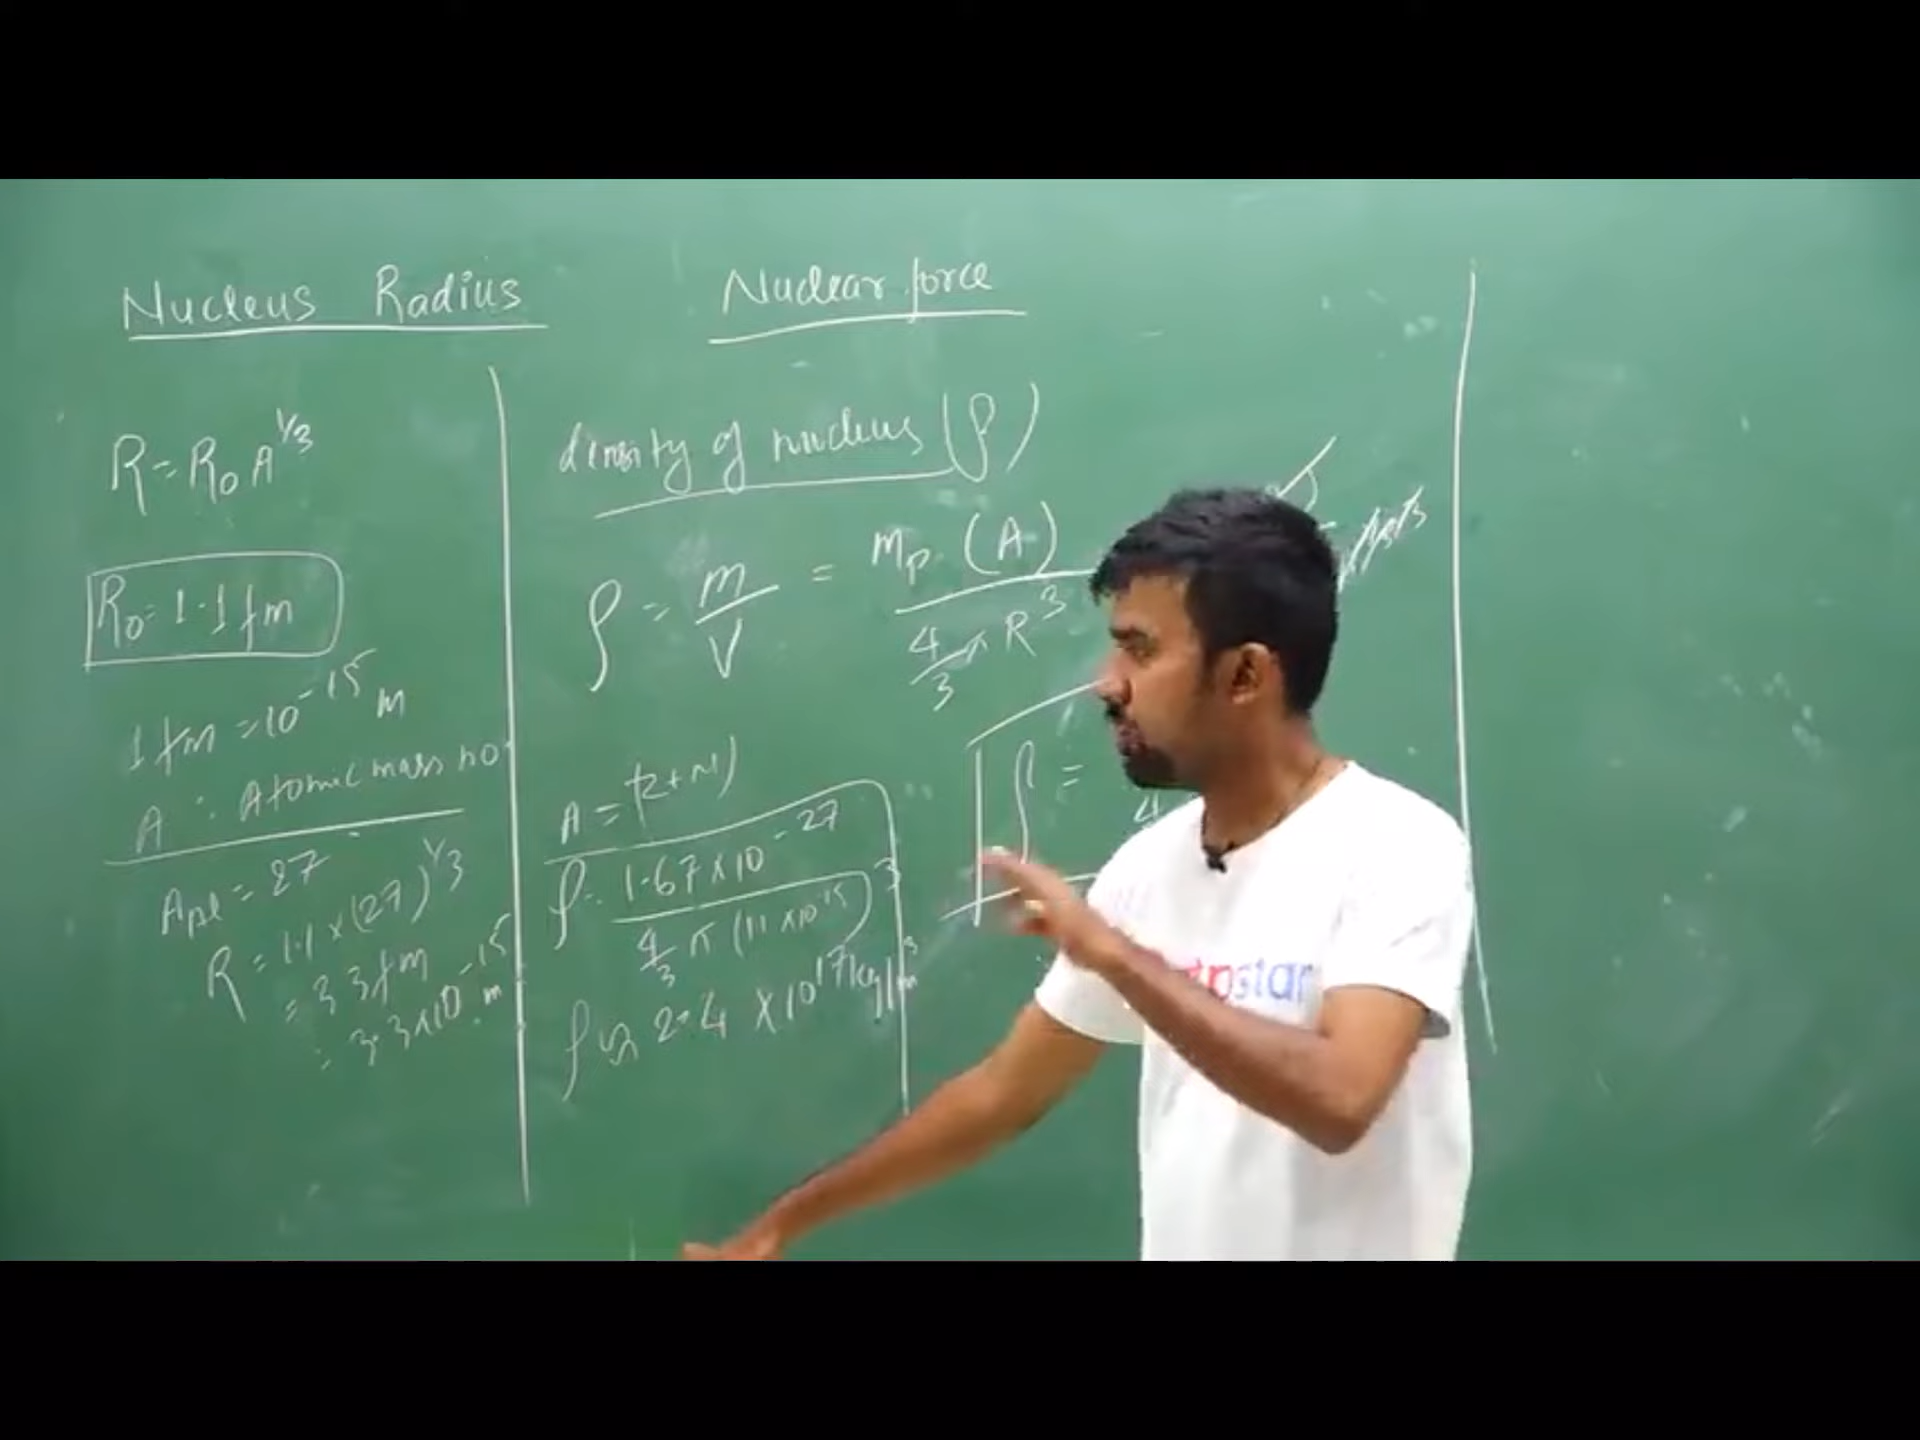 Nucleus Radius
Nuclear force
R = R₀ A^1/3
R₀ = 1.1 fm
1 fm = 10^-15 m
A : Atomic mass no
A_Al = 27
R = 1.1 × (27)^1/3
= 3.3 fm
= 3.3×10^-15 m
density of nucleus (ρ)
ρ = m/V = mp (A) / 4/3 π R^3
A = (Z+N)
ρ = 1.67×10^-27 / 4/3 π (1.1 ×10^-15)^3
ρ ≈ 2.4 ×10^17 kg/m^3
ρ =
4
pstar